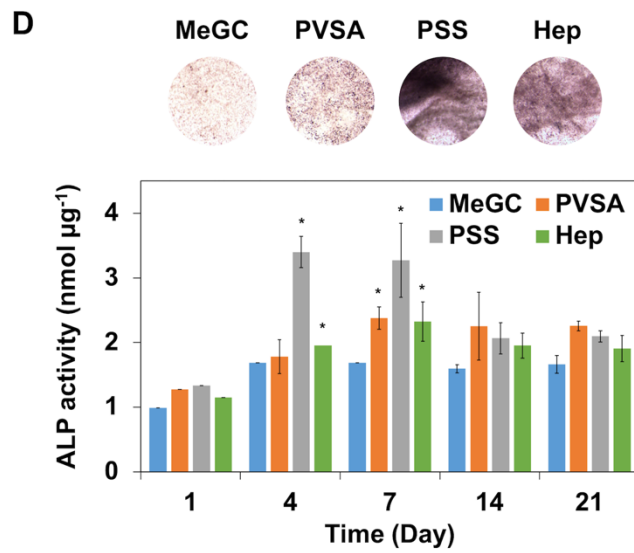 D
MeGC PVSA PSS Hep
ALP activity (nmol µg⁻¹)
4
3
2
1
0
MeGC PVSA
PSS Hep
* * * * *
1 4 7 14 21
Time (Day)